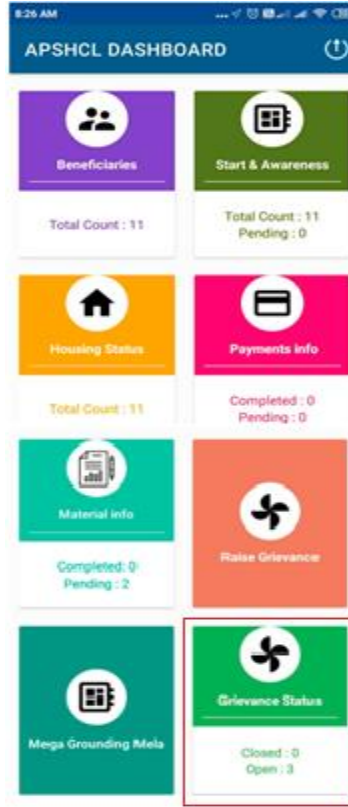 8:26 AM
APSHCL DASHBOARD
Beneficiaries
Total Count : 11
Start & Awareness
Total Count : 11
Pending : 0
Housing Status
Total Count : 11
Payments info
Completed : 0
Pending : 0
Material info
Completed: 0
Pending : 2
Raise Grievance
Mega Grounding Mela
Grievance Status
Closed : 0
Open : 3